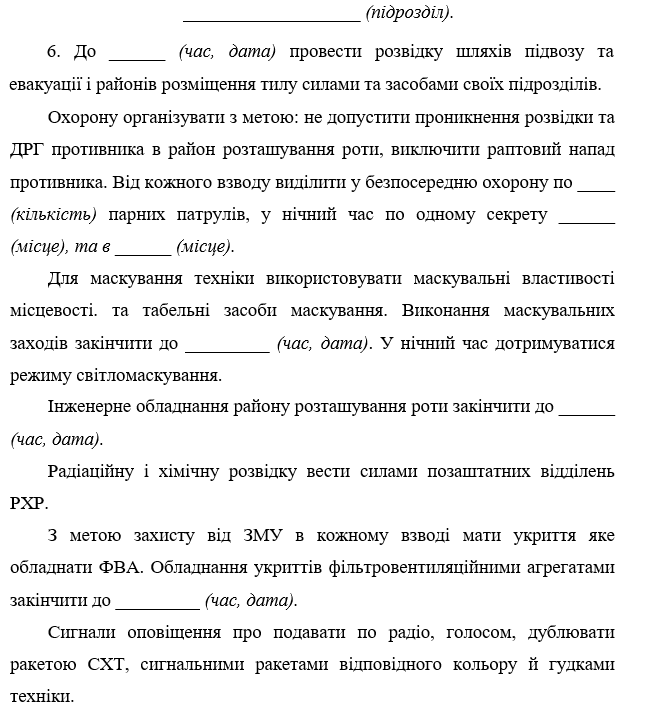 ___________________ (підрозділ).
6. До ______ (час, дата) провести розвідку шляхів підвозу та
евакуації і районів розміщення тилу силами та засобами своїх підрозділів.
Охорону організувати з метою: не допустити проникнення розвідки та
ДРГ противника в район розташування роти, виключити раптовий напад
противника. Від кожного взводу виділити у безпосередню охорону по ____
(кількість) парних патрулів, у нічний час по одному секрету ______
(місце), та в ______ (місце).
Для маскування техніки використовувати маскувальні властивості
місцевості. та табельні засоби маскування. Виконання маскувальних
заходів закінчити до _________ (час, дата). У нічний час дотримуватися
режиму світломаскування.
Інженерне обладнання району розташування роти закінчити до ______
(час, дата).
Радіаційну і хімічну розвідку вести силами позаштатних відділень
РХР.
З метою захисту від ЗМУ в кожному взводі мати укриття яке
обладнати ФВА. Обладнання укриттів фільтровентиляційними агрегатами
закінчити до _________ (час, дата).
Сигнали оповіщення про подавати по радіо, голосом, дублювати
ракетою СХТ, сигнальними ракетами відповідного кольору й гудками
техніки.